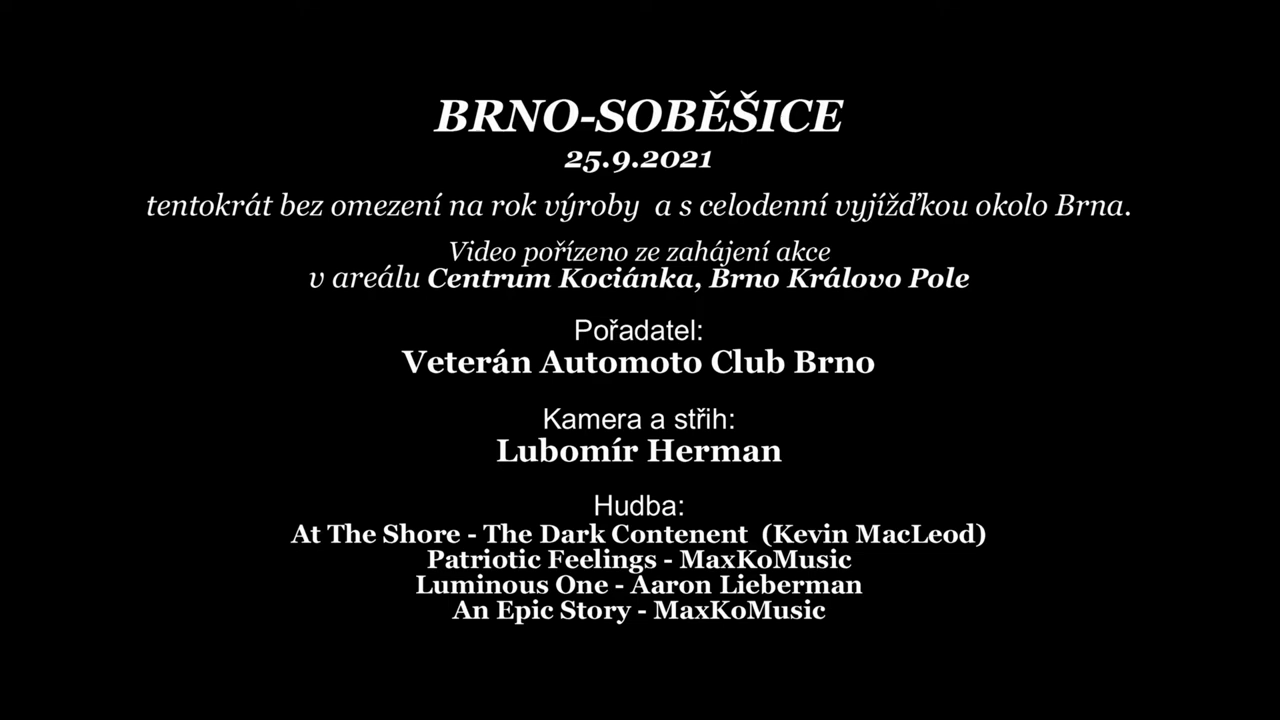 BRNO-SOBĚŠICE
25.9.2021
tentokrát bez omezení na rok výroby a s celodenní vyjížďkou okolo Brna.
Video pořízeno ze zahájení akce
v areálu Centrum Kociánka, Brno Královo Pole
Pořadatel:
Veterán Automoto Club Brno
Kamera a střih:
Lubomír Herman
Hudba:
At The Shore - The Dark Contenent (Kevin MacLeod)
Patriotic Feelings - MaxKoMusic
Luminous One - Aaron Lieberman
An Epic Story - MaxKoMusic